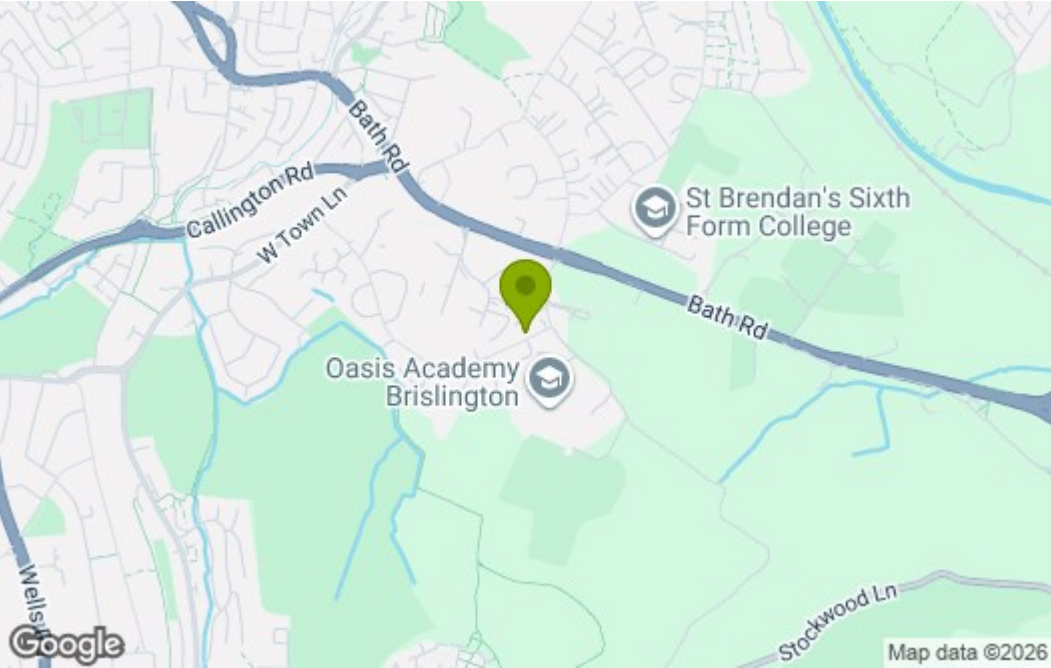 Bath Rd
Callington Rd
W Town Ln
St Brendan's Sixth
Form College
Bath Rd
Oasis Academy
Brislington
Stockwood Ln
Google
Map data ©2026